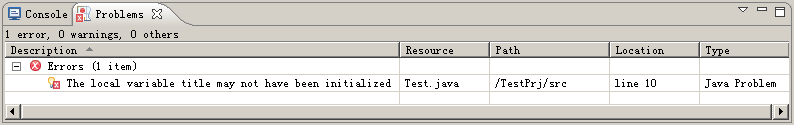 Console Problems
1 error, 0 warnings, 0 others
Description Resource Path Location Type
Errors (1 item)
The local variable title may not have been initialized Test.java /TestPrj/src line 10 Java Problem